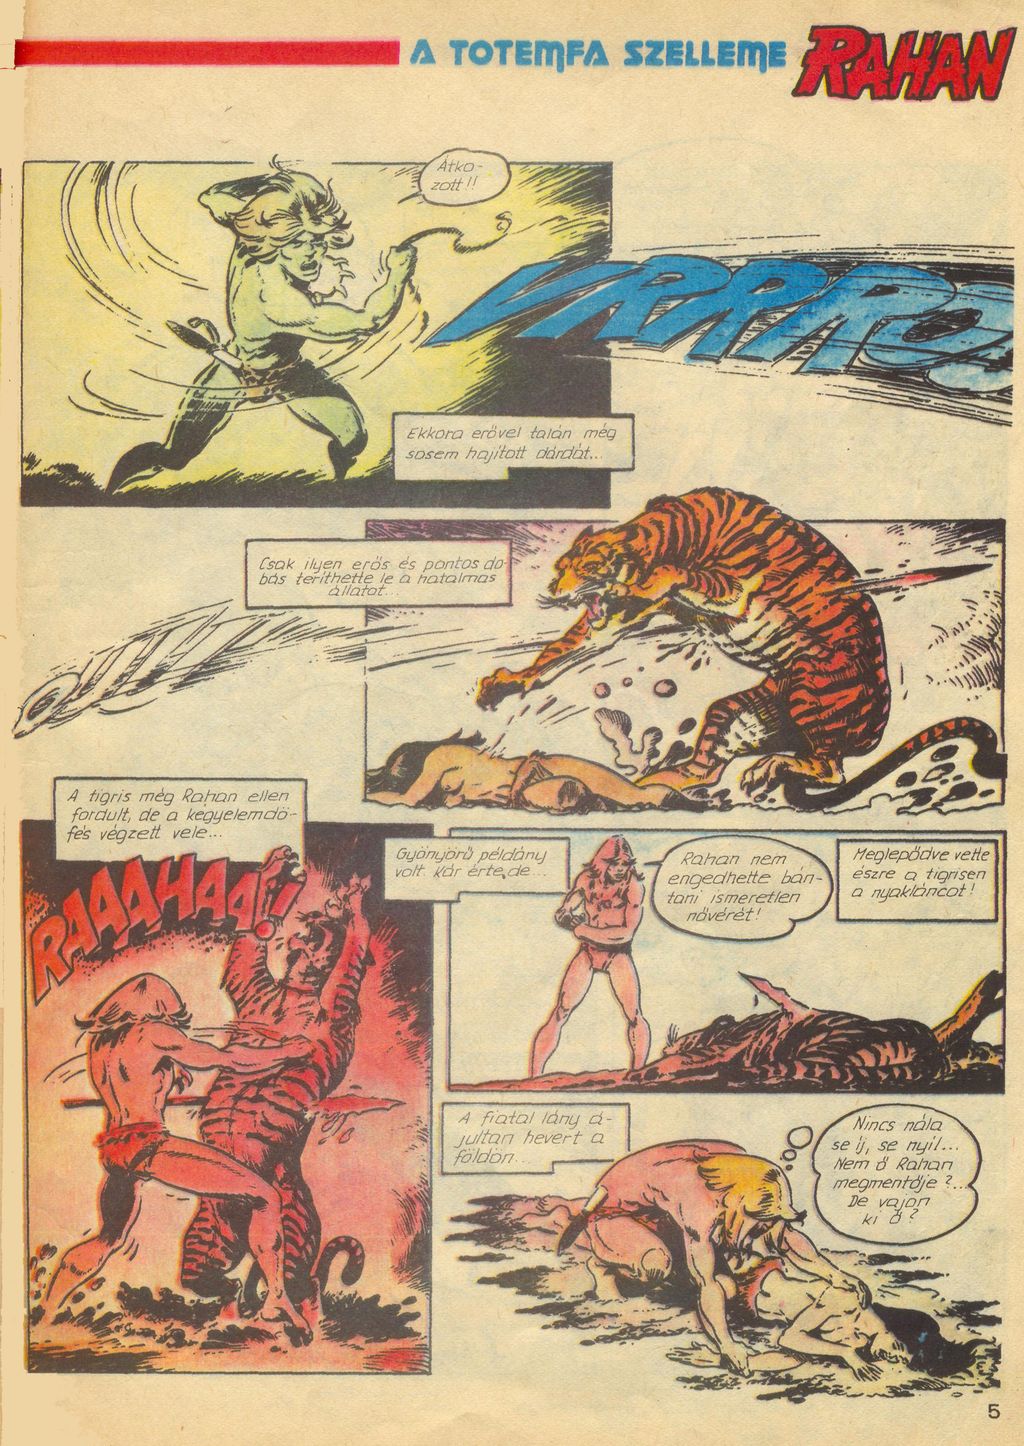 A TOTEMFA SZELLEME
RAHAN
Átko-
zott!!
VRRRO
Ekkora erővel talán még
sosem hajított dárdát...
Csak ilyen erős és pontos do-
bás teríthette le a hatalmas
állatot...
A tigris még Rahan ellen
fordult, de a kegyelemdö-
fés végzett vele...
RAAAHAAA
Gyönyörű példány
volt. Kár érte, de...
Rahan nem
engedhette bán-
tani ismeretlen
nővérét!
Meglepődve vette
észre a tigrisen
a nyakláncot!
A fiatal lány á-
jultan hevert a
földön...
Nincs nála
se íj, se nyíl...
Nem ő Rahan
megmentője?...
De vajon
ki ő?
5